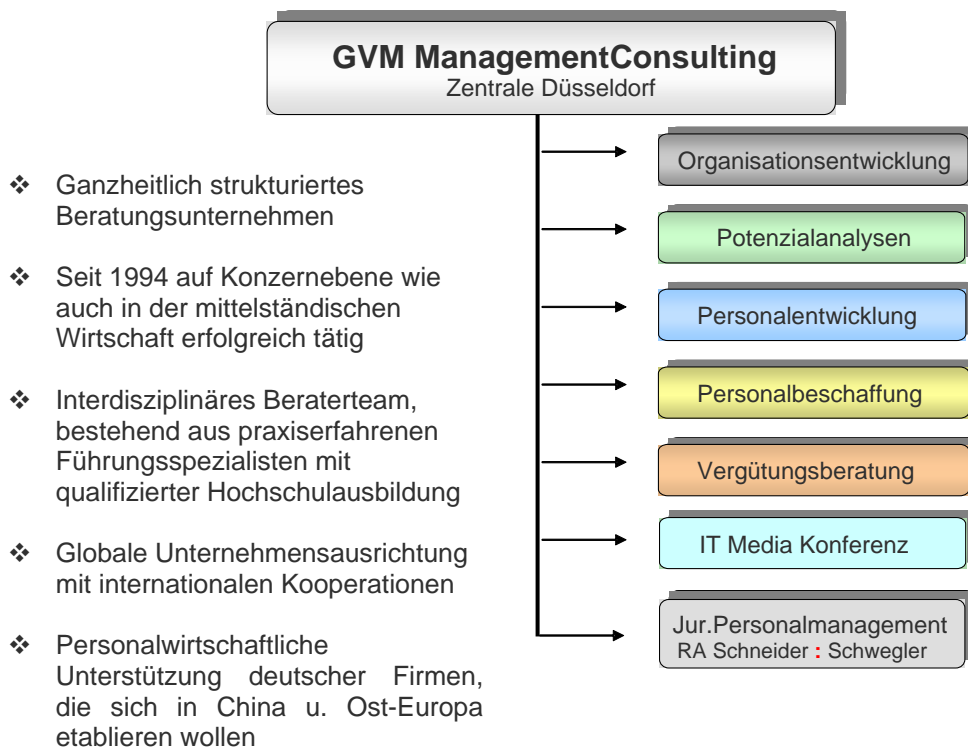 GVM ManagementConsulting
Zentrale Düsseldorf
❖ Ganzheitlich strukturiertes
Beratungsunternehmen
❖ Seit 1994 auf Konzernebene wie
auch in der mittelständischen
Wirtschaft erfolgreich tätig
❖ Interdisziplinäres Beraterteam,
bestehend aus praxiserfahrenen
Führungsspezialisten mit
qualifizierter Hochschulausbildung
❖ Globale Unternehmensausrichtung
mit internationalen Kooperationen
❖ Personalwirtschaftliche
Unterstützung deutscher Firmen,
die sich in China u. Ost-Europa
etablieren wollen
Organisationsentwicklung
Potenzialanalysen
Personalentwicklung
Personalbeschaffung
Vergütungsberatung
IT Media Konferenz
Jur.Personalmanagement
RA Schneider : Schwegler